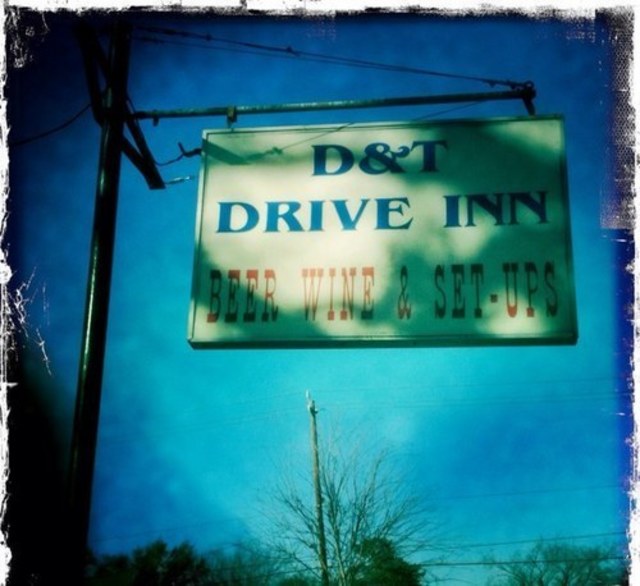 D&T
DRIVE INN
BEER WINE & SET-UPS